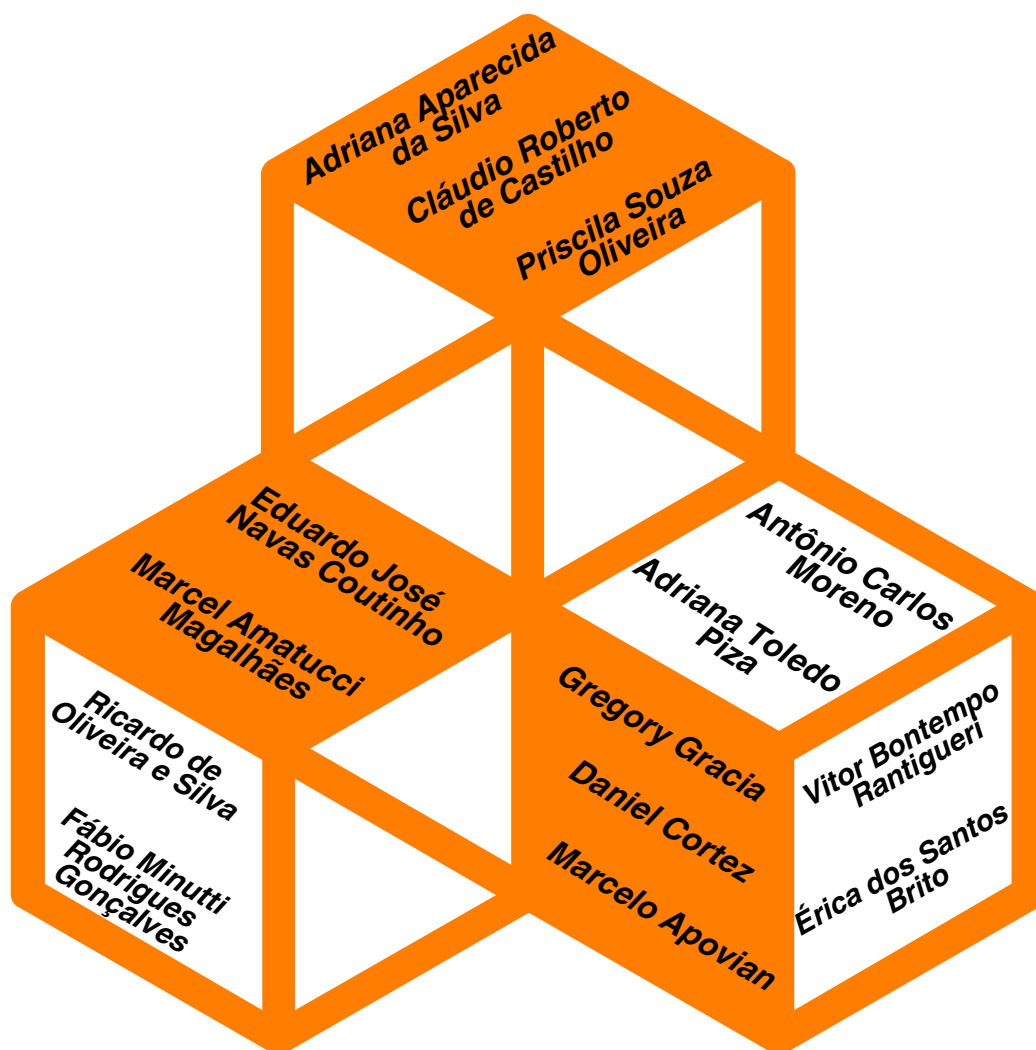 Adriana Aparecida
da Silva
Cláudio Roberto
de Castilho
Priscila Souza
Oliveira
Eduardo José
Navas Coutinho
Marcel Amatucci
Magalhães
Ricardo de
Oliveira e Silva
Fábio Minutti
Rodrigues
Gonçalves
Antônio Carlos
Moreno
Adriana Toledo
Piza
Gregory Gracia
Daniel Cortez
Marcelo Apovian
Vitor Bontempo
Rantigueri
Érica dos Santos
Brito